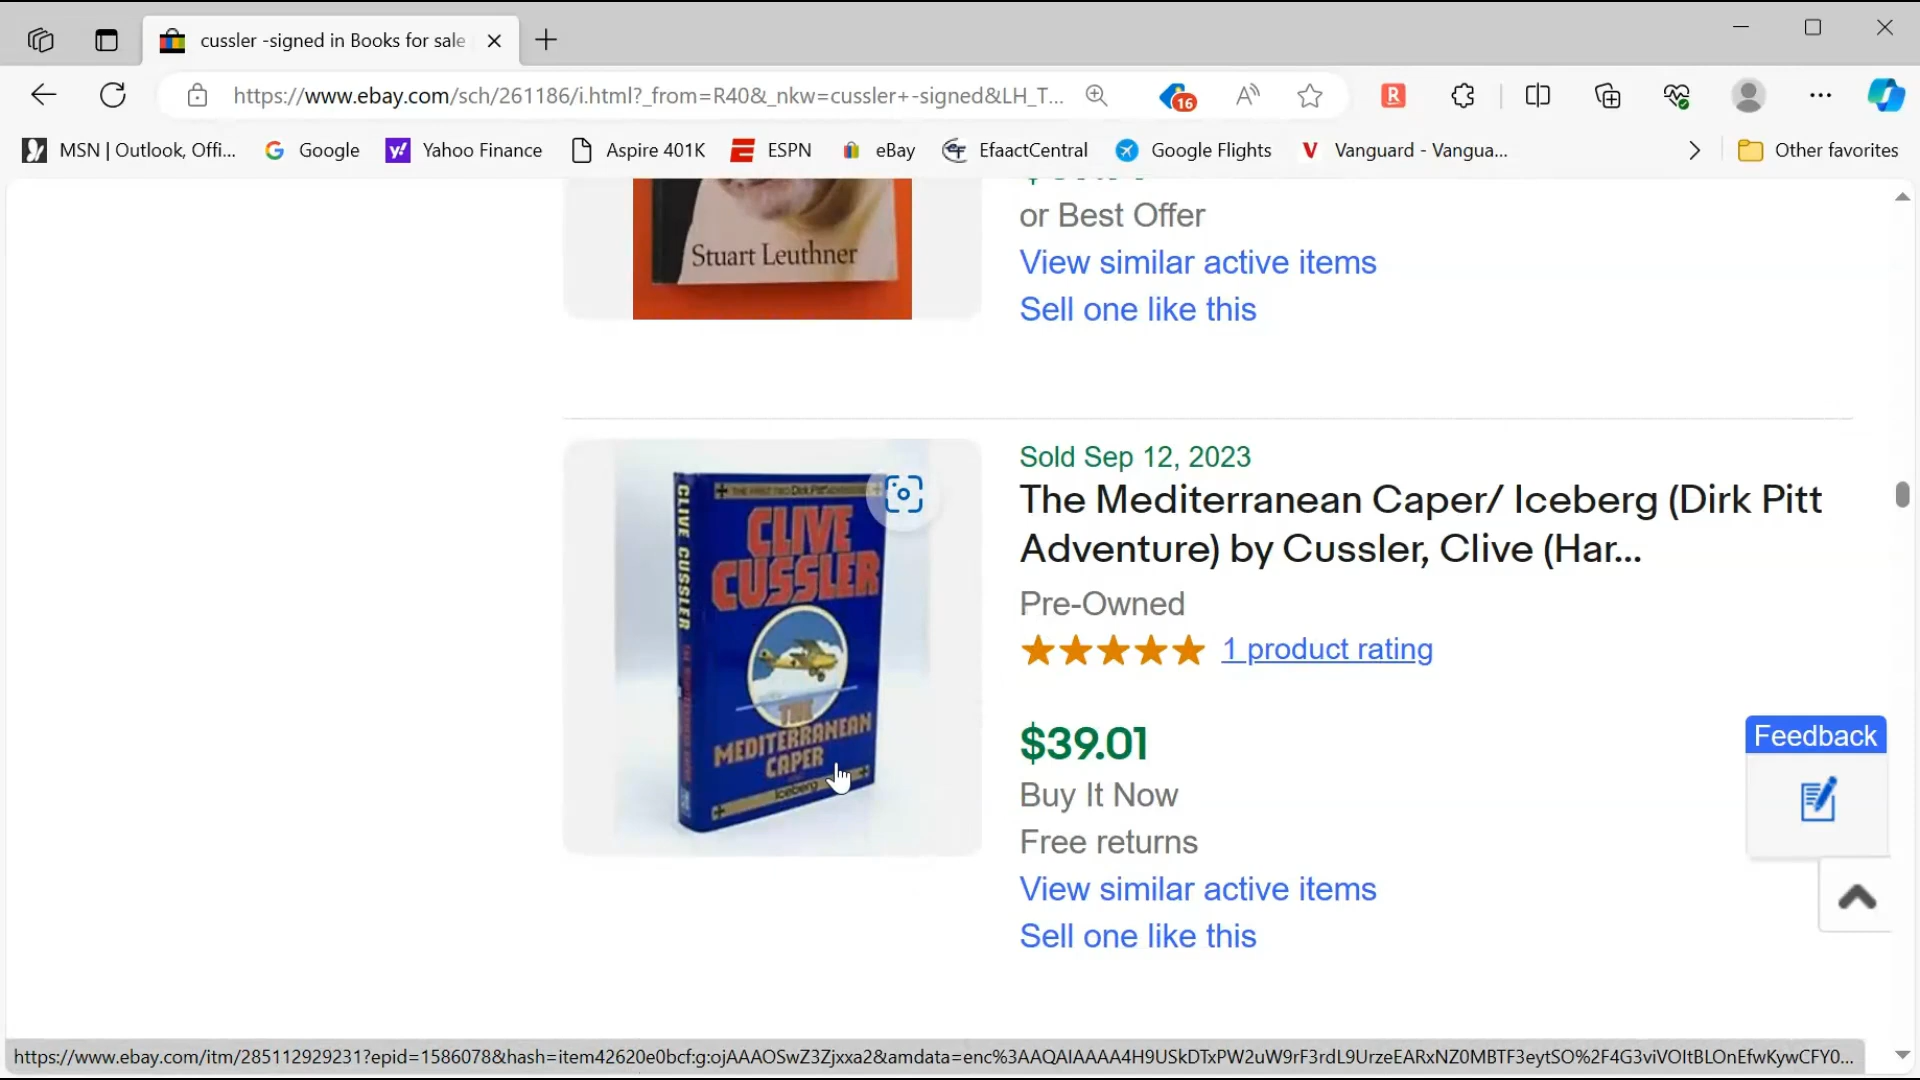 cussler -signed in Books for sale
https://www.ebay.com/sch/261186/i.html?_from=R40&_nkw=cussler+-signed&LH_T...
16
R
MSN | Outlook, Offi...
Google
Yahoo Finance
Aspire 401K
ESPN
eBay
EfaactCentral
Google Flights
Vanguard - Vangua...
Other favorites
Stuart Leuthner
or Best Offer
View similar active items
Sell one like this
CLIVE CUSSLER
CLIVE
CUSSLER
THE
MEDITERRANEAN
CAPER
Iceberg
Sold Sep 12, 2023
The Mediterranean Caper/ Iceberg (Dirk Pitt
Adventure) by Cussler, Clive (Har...
Pre-Owned
1 product rating
$39.01
Buy It Now
Free returns
View similar active items
Sell one like this
Feedback
https://www.ebay.com/itm/285112929231?epid=1586078&hash=item42620e0bcf:g:ojAAAOSwZ3Zjxxa2&amdata=enc%3AAQAIAAAA4H9USkDTxPW2uW9rF3rdL9UrzeEARxNZ0MBTF3eytSO%2F4G3viVOItBLOnEfwKywCFY0...